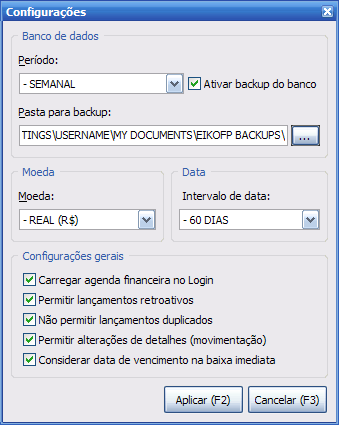 Configurações
Banco de dados
Período:
- SEMANAL
Ativar backup do banco
Pasta para backup:
TINGS\USERNAME\MY DOCUMENTS\EIKOFP BACKUPS\
...
Moeda
Moeda:
- REAL (R$)
Data
Intervalo de data:
- 60 DIAS
Configurações gerais
Carregar agenda financeira no Login
Permitir lançamentos retroativos
Não permitir lançamentos duplicados
Permitir alterações de detalhes (movimentação)
Considerar data de vencimento na baixa imediata
Aplicar (F2)
Cancelar (F3)